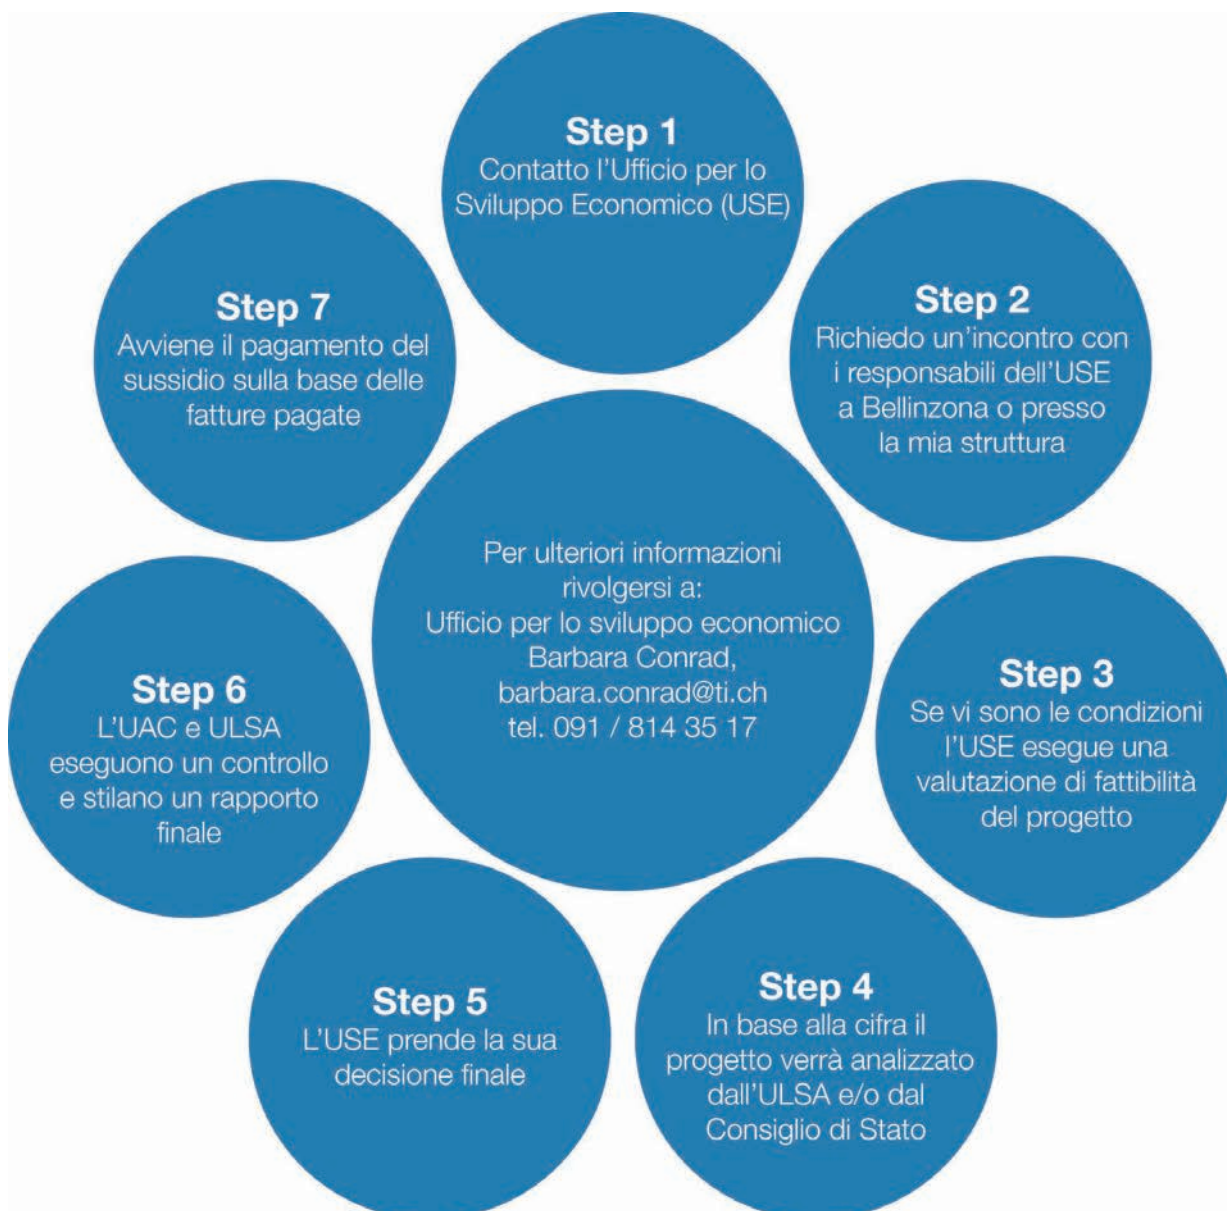 Step 1
Contatto l'Ufficio per lo
Sviluppo Economico (USE)
Step 2
Richiedo un'incontro con
i responsabili dell'USE
a Bellinzona o presso
la mia struttura
Step 3
Se vi sono le condizioni
l'USE esegue una
valutazione di fattibilità
del progetto
Step 4
In base alla cifra il
progetto verrà analizzato
dall'ULSA e/o dal
Consiglio di Stato
Step 5
L'USE prende la sua
decisione finale
Step 6
L'UAC e ULSA
eseguono un controllo
e stilano un rapporto
finale
Step 7
Avviene il pagamento del
sussidio sulla base delle
fatture pagate
Per ulteriori informazioni
rivolgersi a:
Ufficio per lo sviluppo economico
Barbara Conrad,
barbara.conrad@ti.ch
tel. 091 / 814 35 17